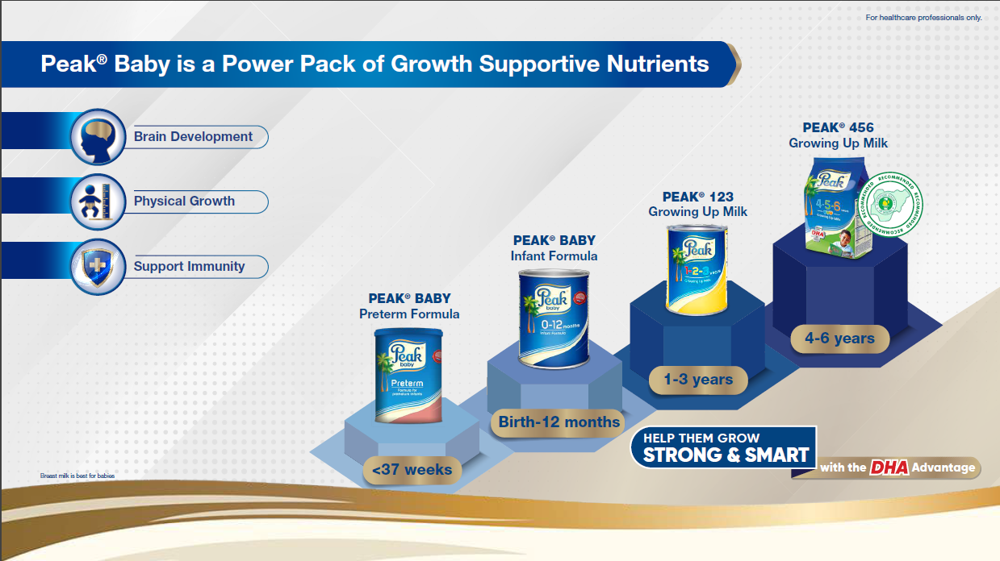 For healthcare professionals only.
Peak® Baby is a Power Pack of Growth Supportive Nutrients
Brain Development
Physical Growth
Support Immunity
PEAK® BABY
Preterm Formula
Peak
baby
Preterm
Formula for
premature infants
<37 weeks
PEAK® BABY
Infant Formula
Peak
baby
0-12 months
Infant Formula
Birth-12 months
PEAK® 123
Growing Up Milk
Peak
1-2-3 years
Growing Up Milk
1-3 years
PEAK® 456
Growing Up Milk
Peak
4-5-6 years
Growing Up Milk
DHA
RECOMMENDED RECOMMENDED RECOMMENDED RECOMMENDED
4-6 years
HELP THEM GROW
STRONG & SMART
with the DHA Advantage
Breast milk is best for babies